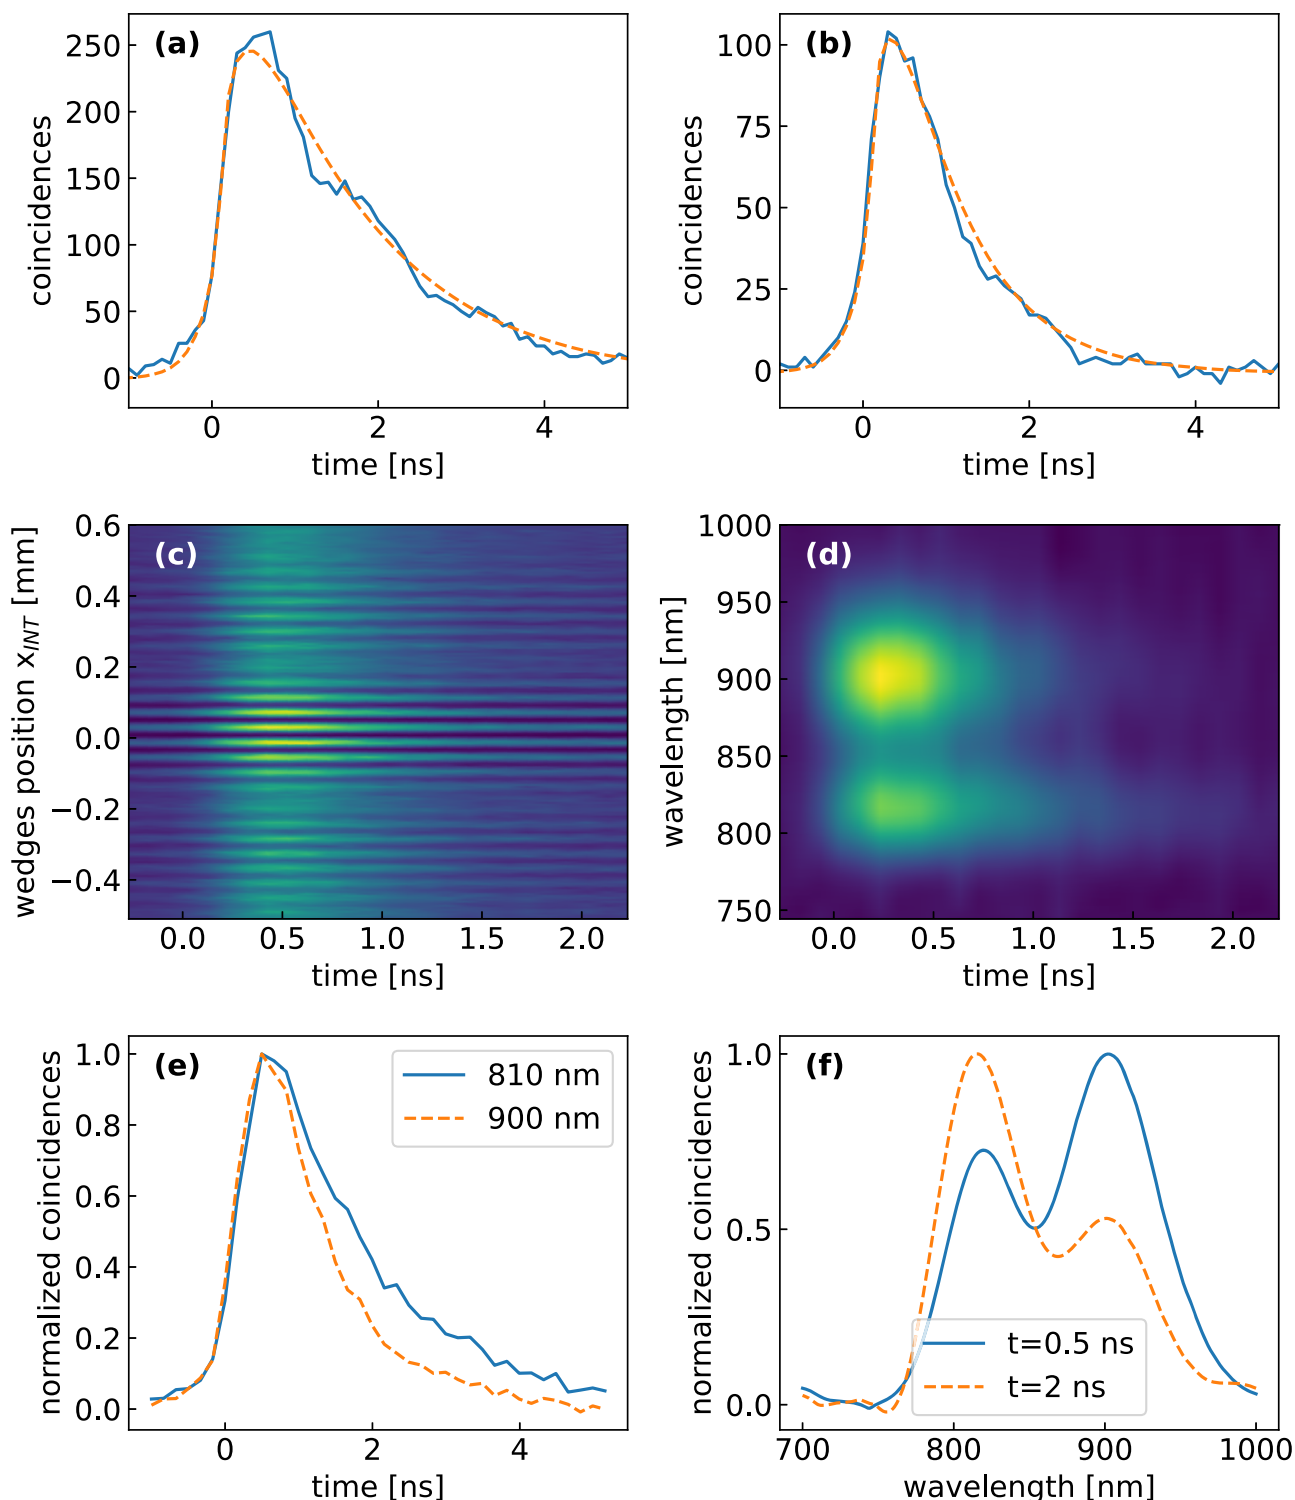 (a)
coincidences
250
200
150
100
50
0
0 2 4
time [ns]
(b)
coincidences
100
75
50
25
0
0 2 4
time [ns]
(c)
wedges position x_INT [mm]
0.6
0.4
0.2
0.0
−0.2
−0.4
0.0 0.5 1.0 1.5 2.0
time [ns]
(d)
wavelength [nm]
1000
950
900
850
800
750
0.0 0.5 1.0 1.5 2.0
time [ns]
(e)
normalized coincidences
1.0
0.8
0.6
0.4
0.2
0.0
810 nm
900 nm
0 2 4
time [ns]
(f)
normalized coincidences
1.0
0.5
0.0
t=0.5 ns
t=2 ns
700 800 900 1000
wavelength [nm]